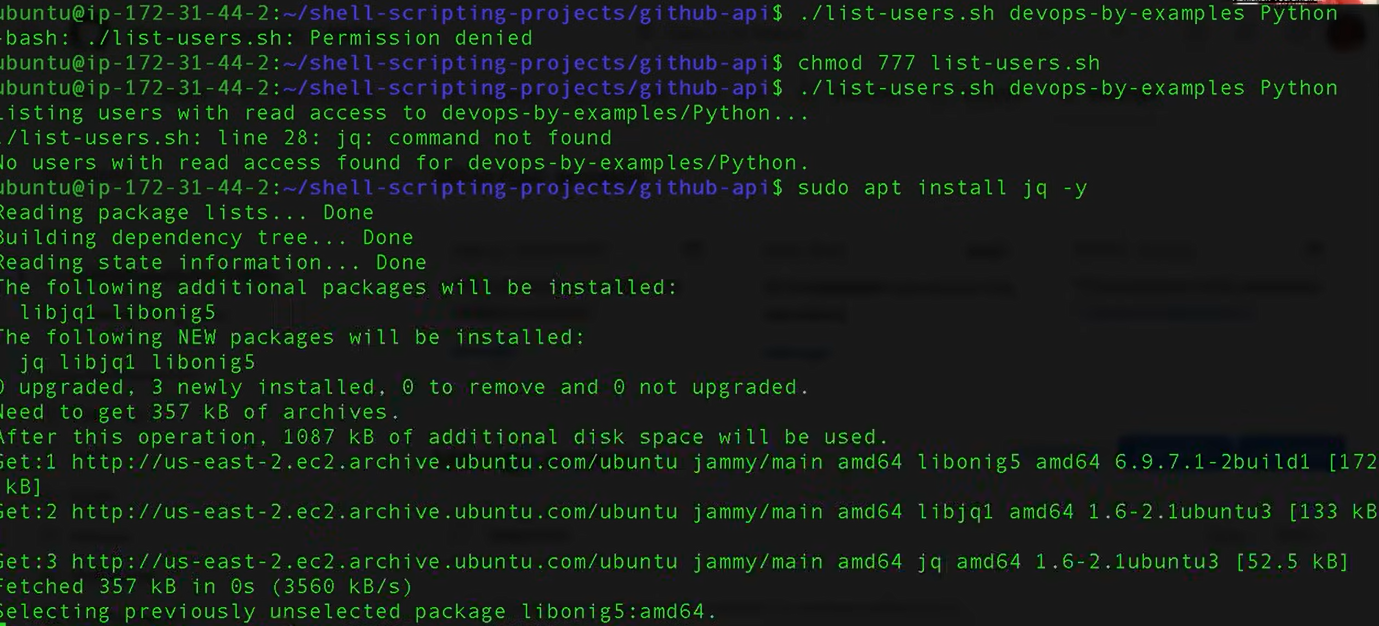 ubuntu@ip-172-31-44-2:~/shell-scripting-projects/github-api$ ./list-users.sh devops-by-examples Python
-bash: ./list-users.sh: Permission denied
ubuntu@ip-172-31-44-2:~/shell-scripting-projects/github-api$ chmod 777 list-users.sh
ubuntu@ip-172-31-44-2:~/shell-scripting-projects/github-api$ ./list-users.sh devops-by-examples Python
Listing users with read access to devops-by-examples/Python...
./list-users.sh: line 28: jq: command not found
No users with read access found for devops-by-examples/Python.
ubuntu@ip-172-31-44-2:~/shell-scripting-projects/github-api$ sudo apt install jq -y
Reading package lists... Done
Building dependency tree... Done
Reading state information... Done
The following additional packages will be installed:
  libjq1 libonig5
The following NEW packages will be installed:
  jq libjq1 libonig5
0 upgraded, 3 newly installed, 0 to remove and 0 not upgraded.
Need to get 357 kB of archives.
After this operation, 1087 kB of additional disk space will be used.
Get:1 http://us-east-2.ec2.archive.ubuntu.com/ubuntu jammy/main amd64 libonig5 amd64 6.9.7.1-2build1 [172
 kB]
Get:2 http://us-east-2.ec2.archive.ubuntu.com/ubuntu jammy/main amd64 libjq1 amd64 1.6-2.1ubuntu3 [133 kB
Get:3 http://us-east-2.ec2.archive.ubuntu.com/ubuntu jammy/main amd64 jq amd64 1.6-2.1ubuntu3 [52.5 kB]
Fetched 357 kB in 0s (3560 kB/s)
Selecting previously unselected package libonig5:amd64.